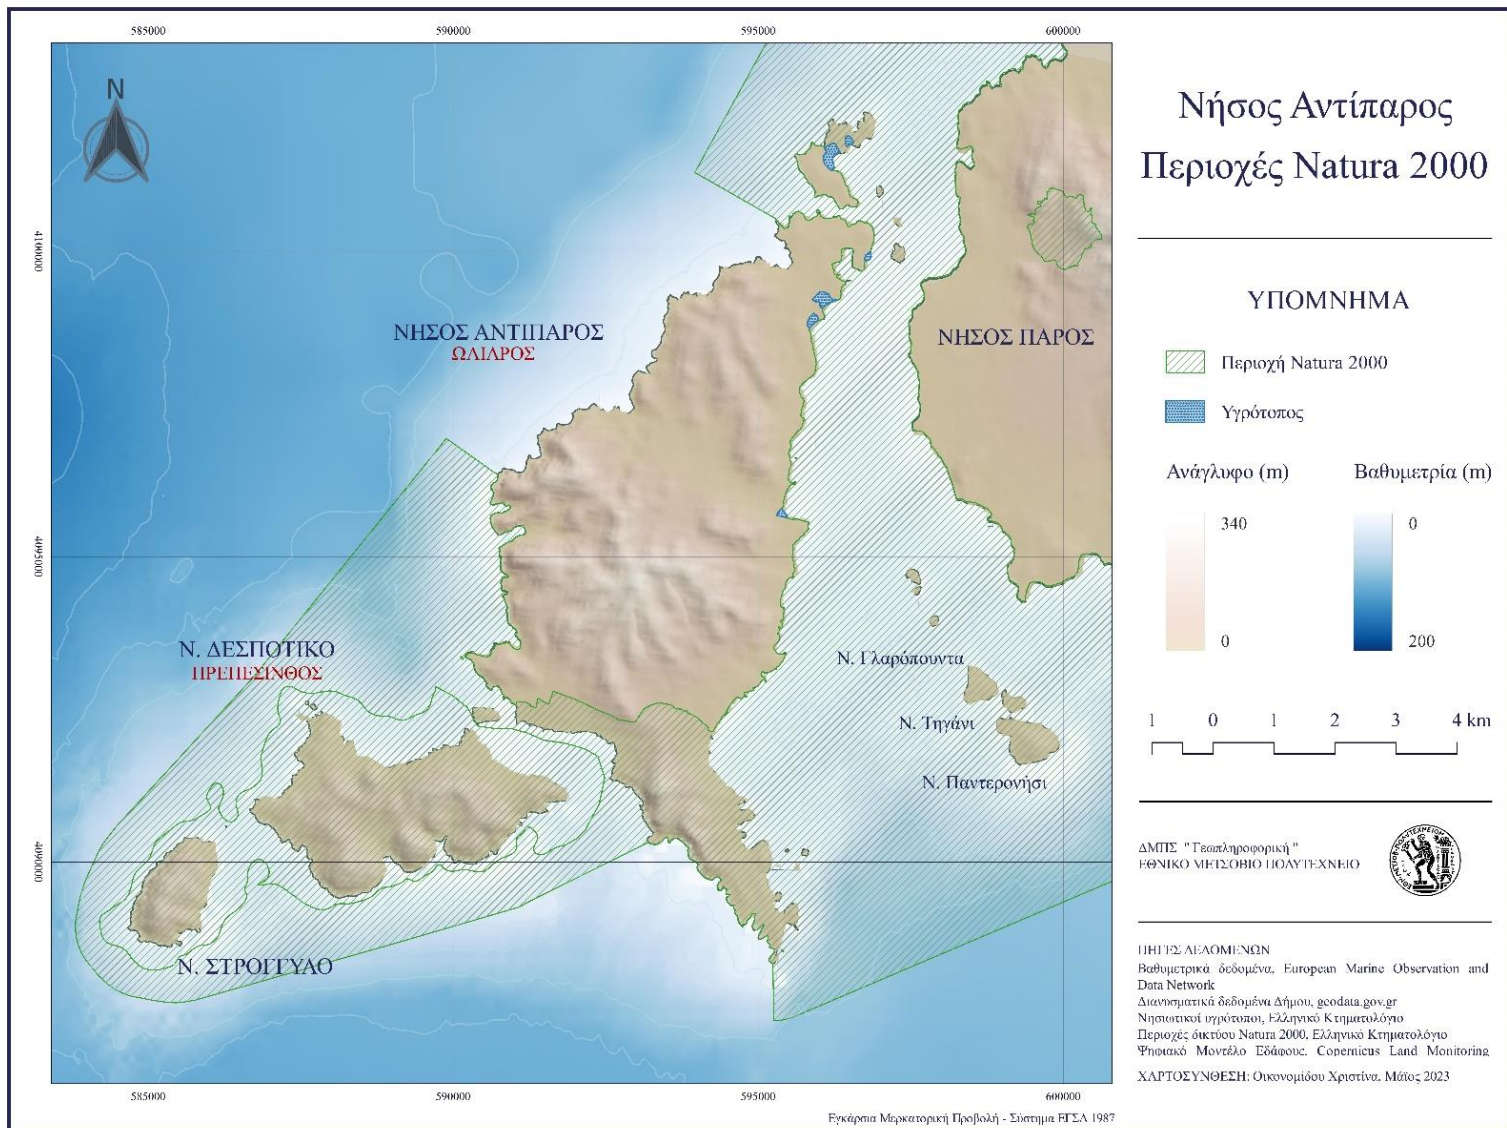 Νήσος Αντίπαρος
Περιοχές Natura 2000
585000
590000
595000
600000
N
4100000
4095000
4090000
ΝΗΣΟΣ ΑΝΤΙΠΑΡΟΣ
ΩΛΙΑΡΟΣ
ΝΗΣΟΣ ΠΑΡΟΣ
Ν. ΔΕΣΠΟΤΙΚΟ
ΠΡΕΠΕΣΙΝΘΟΣ
Ν. Γλαρόπουντα
Ν. Τηγάνι
Ν. Παντερονήσι
Ν. ΣΤΡΟΓΓΥΛΟ
585000
590000
595000
600000
Εγκάρσια Μερκατορική Προβολή - Σύστημα ΕΓΣΑ 1987
ΥΠΟΜΝΗΜΑ
Περιοχή Natura 2000
Υγρότοπος
Ανάγλυφο (m)
Βαθυμετρία (m)
340
0
0
200
1 0 1 2 3 4 km
ΔΠΜΣ "Γεωπληροφορική"
ΕΘΝΙΚΟ ΜΕΤΣΟΒΙΟ ΠΟΛΥΤΕΧΝΕΙΟ
ΠΗΓΕΣ ΔΕΔΟΜΕΝΩΝ
Βαθυμετρικά δεδομένα, European Marine Observation and
Data Network
Διανυσματικά δεδομένα Δήμου, geodata.gov.gr
Νησιωτικοί υγρότοποι, Ελληνικό Κτηματολόγιο
Περιοχές δικτύου Natura 2000, Ελληνικό Κτηματολόγιο
Ψηφιακό Μοντέλο Εδάφους, Copernicus Land Monitoring
ΧΑΡΤΟΣΥΝΘΕΣΗ: Οικονομίδου Χριστίνα, Μάϊος 2023